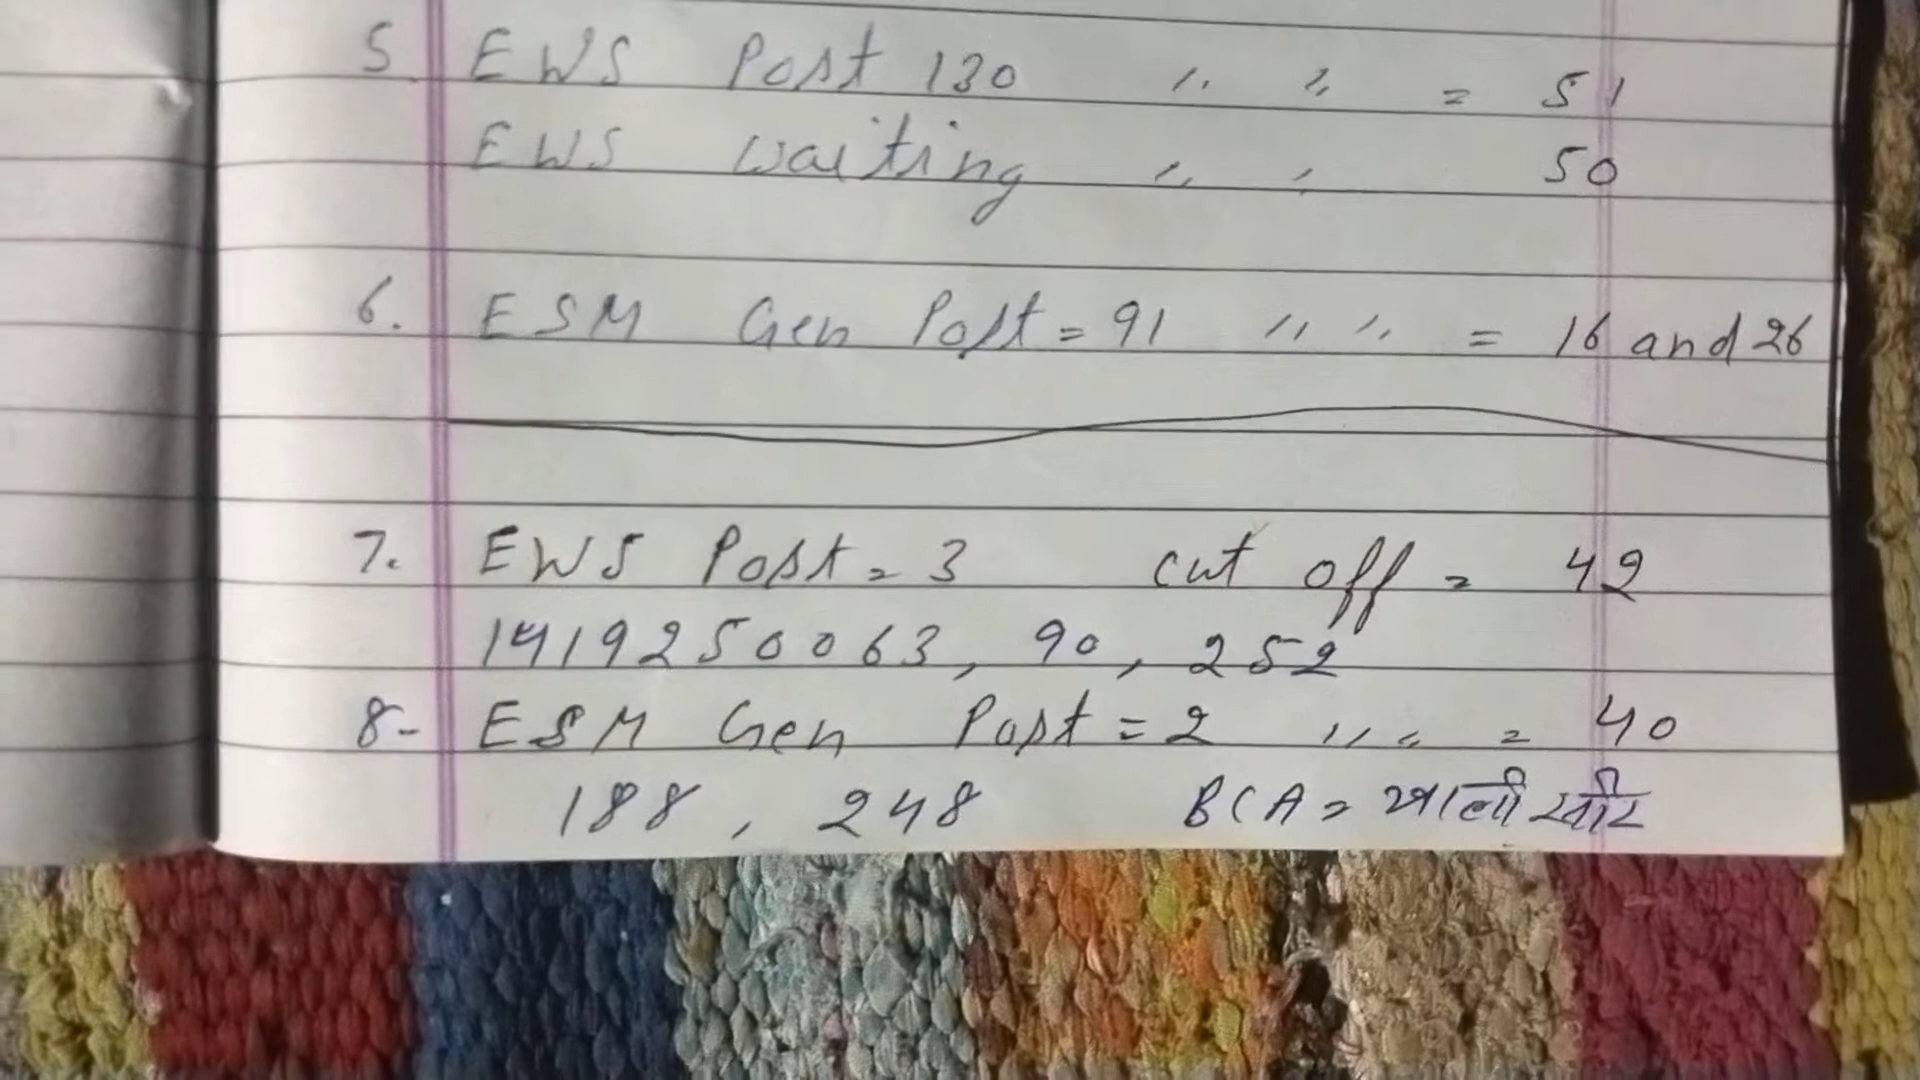 5. EWS Post 130 " " = 51
EWS waiting " " 50
6. ESM Gen Post = 91 " " = 16 and 26
7. EWS Post = 3 cut off = 42
1419250063, 90, 252
8- ESM Gen Post = 2 " " = 40
188, 248 BCA = खाली सीट